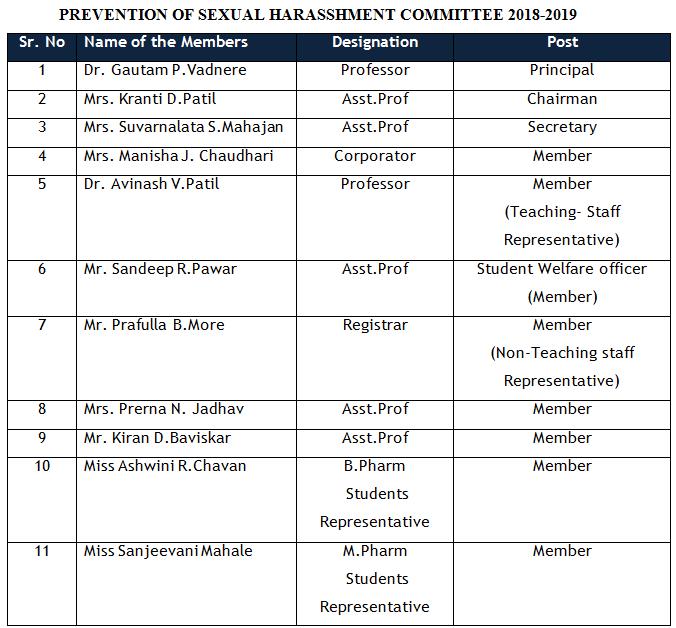 PREVENTION OF SEXUAL HARASSHMENT COMMITTEE 2018-2019
Sr. No Name of the Members Designation Post
1 Dr. Gautam P.Vadnere Professor Principal
2 Mrs. Kranti D.Patil Asst.Prof Chairman
3 Mrs. Suvarnalata S.Mahajan Asst.Prof Secretary
4 Mrs. Manisha J. Chaudhari Corporator Member
5 Dr. Avinash V.Patil Professor Member
(Teaching- Staff
Representative)
6 Mr. Sandeep R.Pawar Asst.Prof Student Welfare officer
(Member)
7 Mr. Prafulla B.More Registrar Member
(Non-Teaching staff
Representative)
8 Mrs. Prerna N. Jadhav Asst.Prof Member
9 Mr. Kiran D.Baviskar Asst.Prof Member
10 Miss Ashwini R.Chavan B.Pharm Member
Students
Representative
11 Miss Sanjeevani Mahale M.Pharm Member
Students
Representative